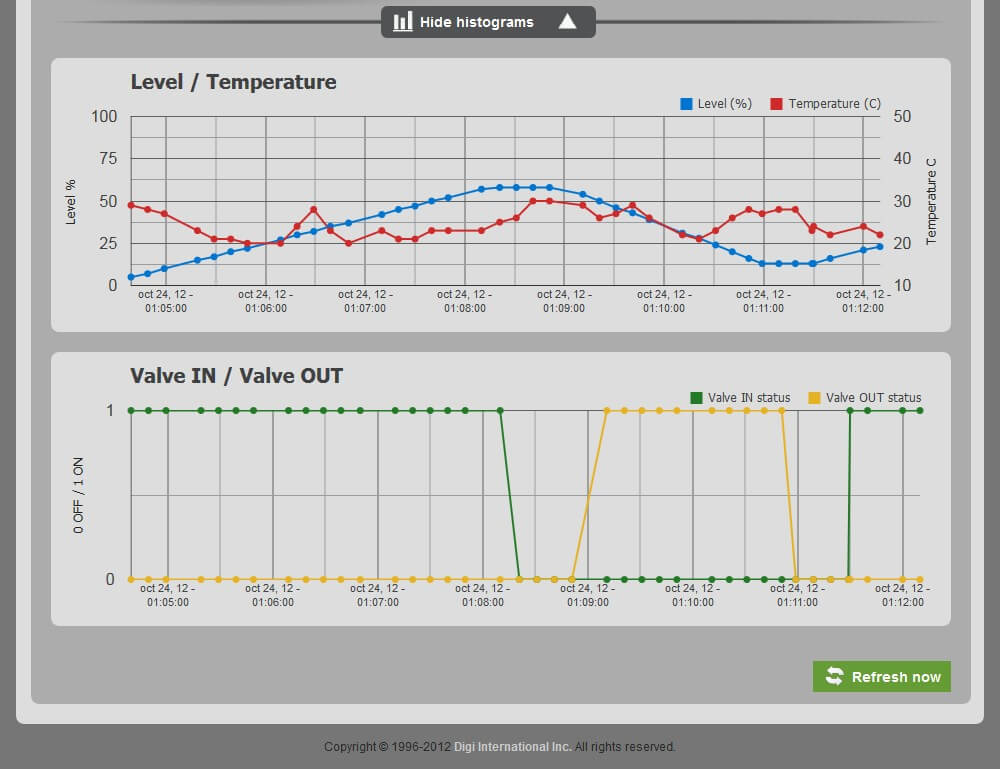 Hide histograms
Level / Temperature
Level (%) Temperature (C)
100
75
50
25
0
Level %
50
40
30
20
10
Temperature C
oct 24, 12 - 01:05:00
oct 24, 12 - 01:06:00
oct 24, 12 - 01:07:00
oct 24, 12 - 01:08:00
oct 24, 12 - 01:09:00
oct 24, 12 - 01:10:00
oct 24, 12 - 01:11:00
oct 24, 12 - 01:12:00
Valve IN / Valve OUT
Valve IN status Valve OUT status
1
0
0 OFF / 1 ON
oct 24, 12 - 01:05:00
oct 24, 12 - 01:06:00
oct 24, 12 - 01:07:00
oct 24, 12 - 01:08:00
oct 24, 12 - 01:09:00
oct 24, 12 - 01:10:00
oct 24, 12 - 01:11:00
oct 24, 12 - 01:12:00
Refresh now
Copyright © 1996-2012 Digi International Inc. All rights reserved.